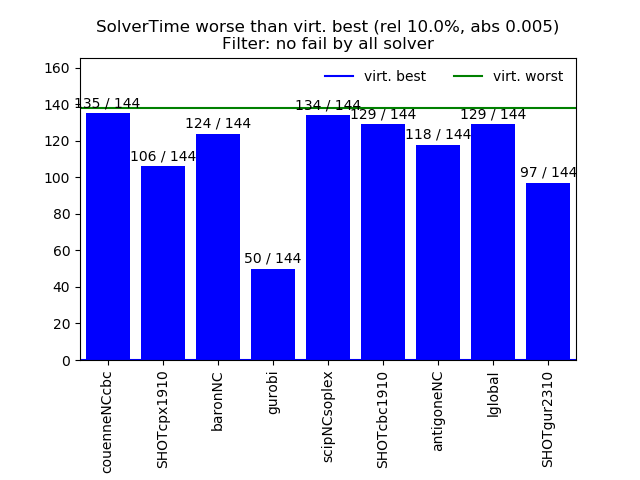 SolverTime worse than virt. best (rel 10.0%, abs 0.005)
Filter: no fail by all solver
virt. best
virt. worst
160
140
120
100
80
60
40
20
0
135 / 144
106 / 144
124 / 144
50 / 144
134 / 144
129 / 144
118 / 144
129 / 144
97 / 144
couenneNCcbc
SHOTcpx1910
baronNC
gurobi
scipNCsoplex
SHOTcbc1910
antigoneNC
lglobal
SHOTgur2310